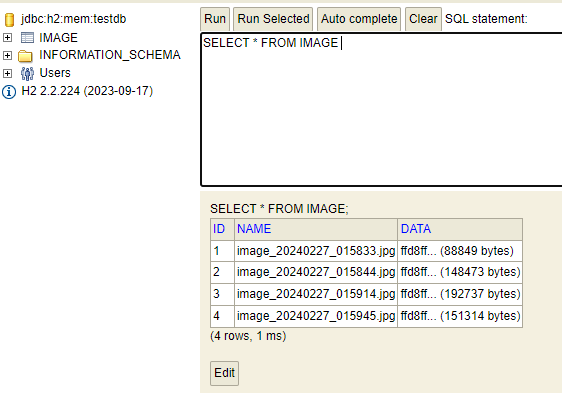 jdbc:h2:mem:testdb
IMAGE
INFORMATION_SCHEMA
Users
H2 2.2.224 (2023-09-17)
Run Run Selected Auto complete Clear SQL statement:
SELECT * FROM IMAGE
SELECT * FROM IMAGE;
ID NAME DATA
1 image_20240227_015833.jpg ffd8ff... (88849 bytes)
2 image_20240227_015844.jpg ffd8ff... (148473 bytes)
3 image_20240227_015914.jpg ffd8ff... (192737 bytes)
4 image_20240227_015945.jpg ffd8ff... (151314 bytes)
(4 rows, 1 ms)
Edit